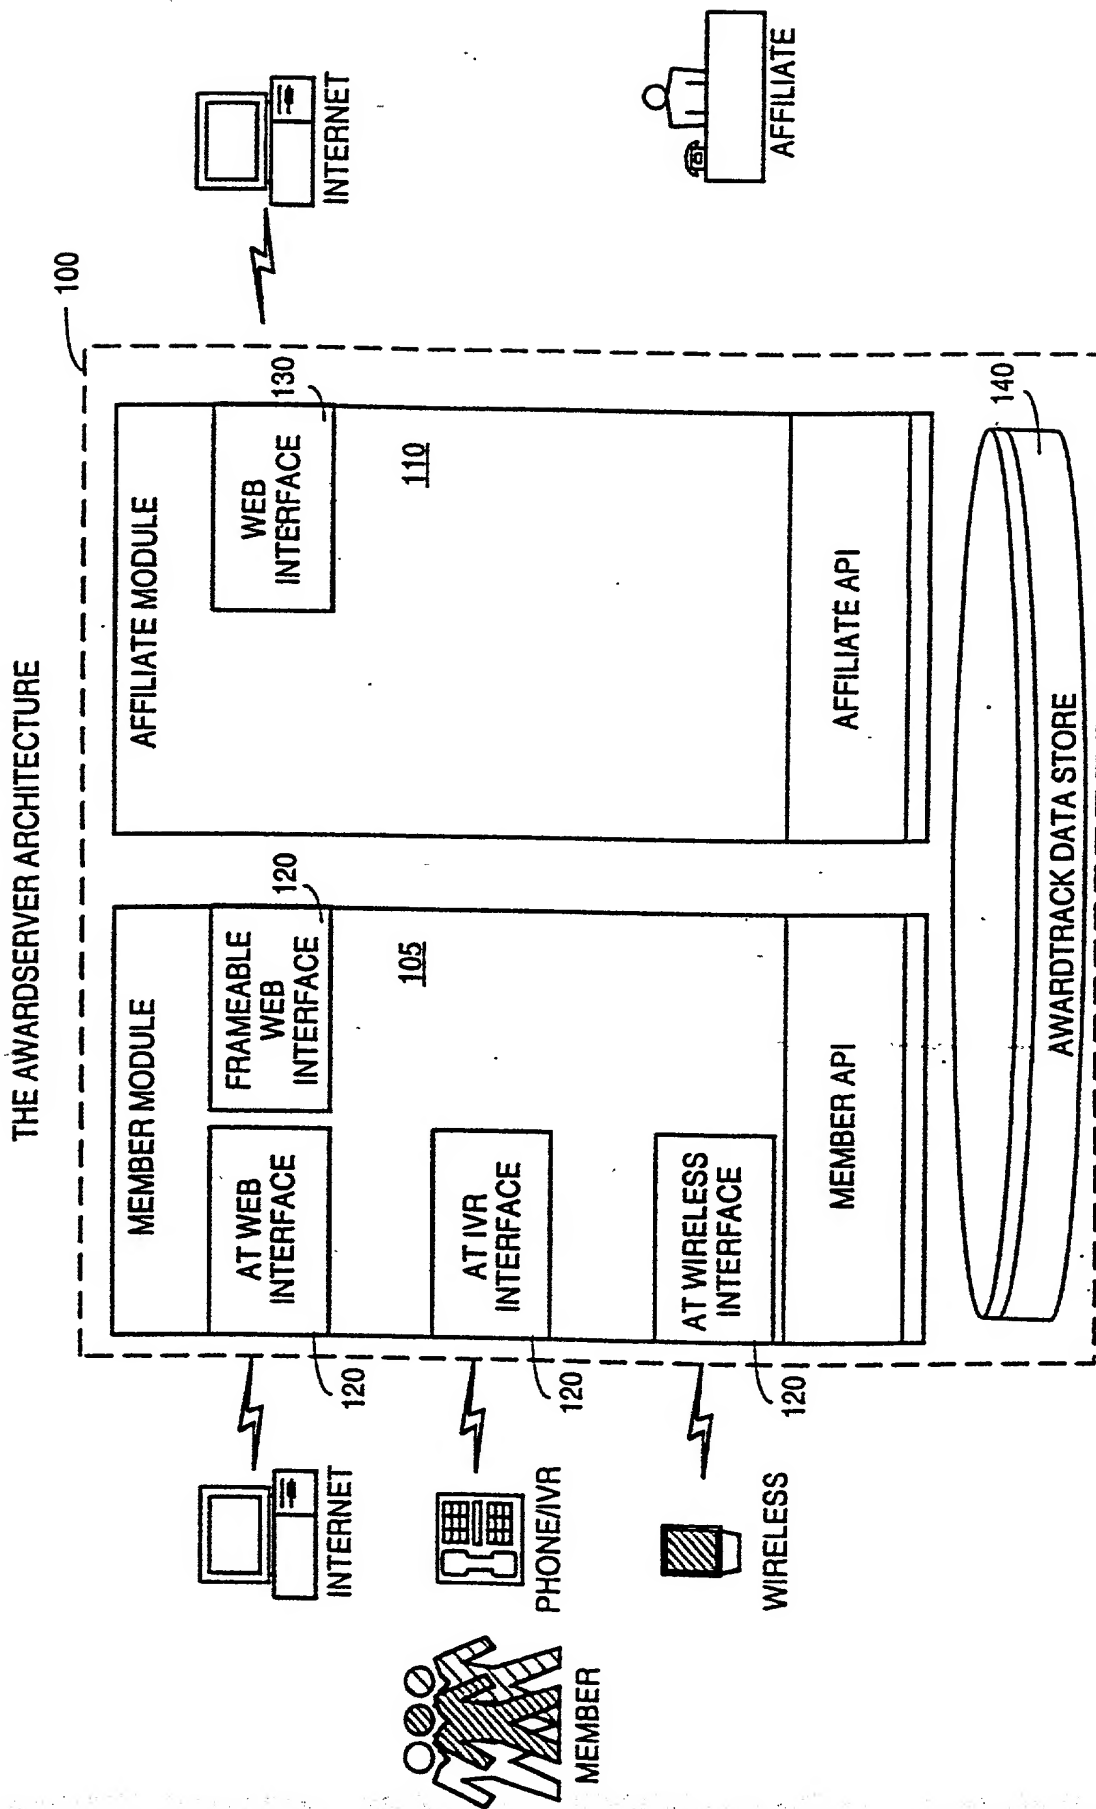 THE AWARDSERVER ARCHITECTURE
100
MEMBER MODULE
AT WEB
INTERFACE
120
FRAMEABLE
WEB
INTERFACE
120
105
AT IVR
INTERFACE
120
AT WIRELESS
INTERFACE
120
MEMBER API
AFFILIATE MODULE
WEB
INTERFACE
130
110
AFFILIATE API
AWARDTRACK DATA STORE
140
MEMBER
INTERNET
PHONE/IVR
WIRELESS
INTERNET
AFFILIATE